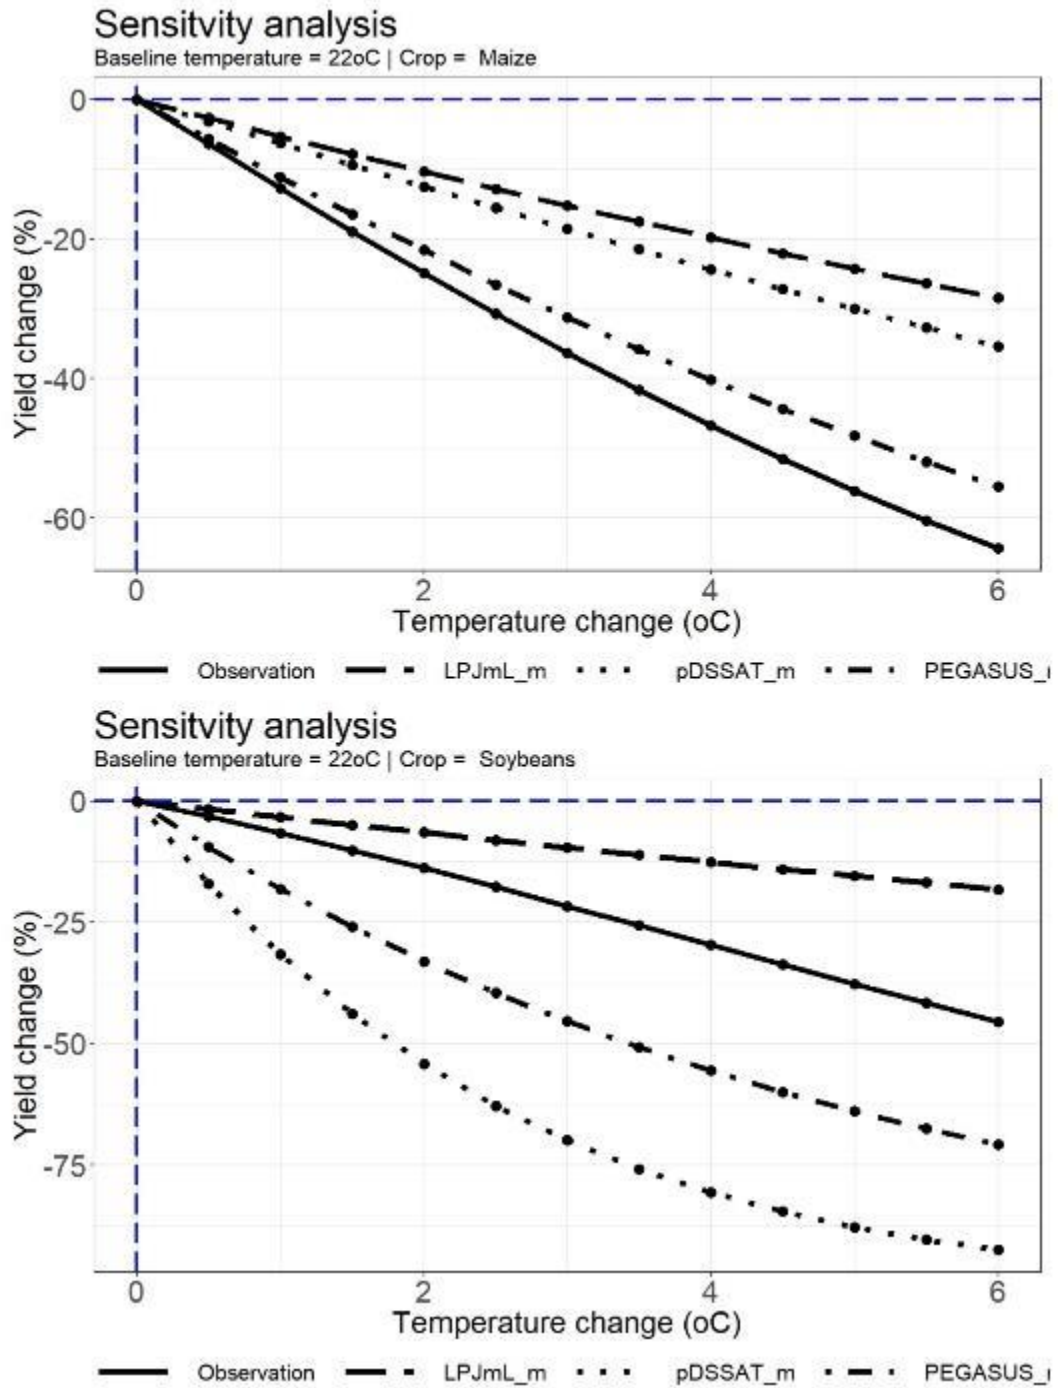 Sensitvity analysis
Baseline temperature = 22oC | Crop = Maize
0
-20
-40
-60
Yield change (%)
0 2 4 6
Temperature change (oC)
Observation LPJmL_m pDSSAT_m PEGASUS_
Sensitvity analysis
Baseline temperature = 22oC | Crop = Soybeans
0
-25
-50
-75
Yield change (%)
0 2 4 6
Temperature change (oC)
Observation LPJmL_m pDSSAT_m PEGASUS_